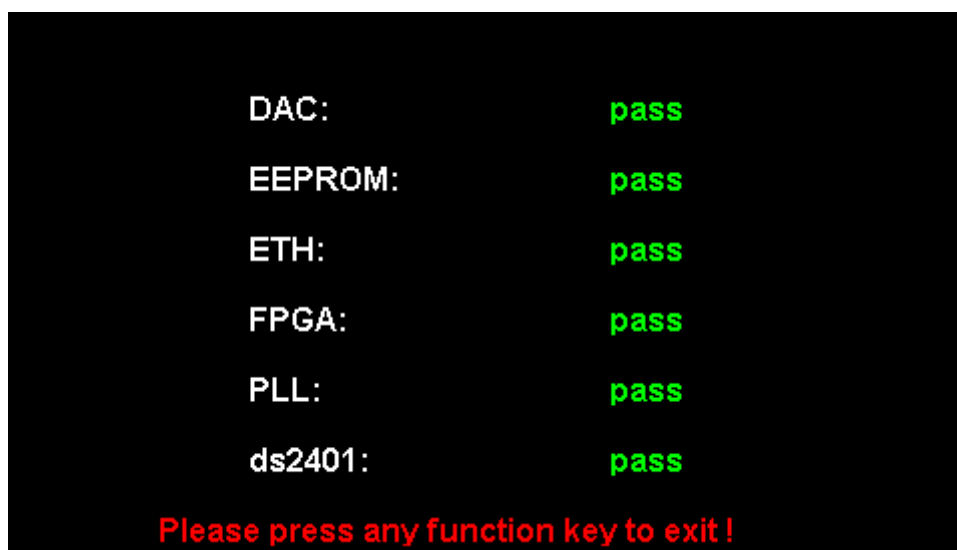 DAC: pass
EEPROM: pass
ETH: pass
FPGA: pass
PLL: pass
ds2401: pass
Please press any function key to exit !